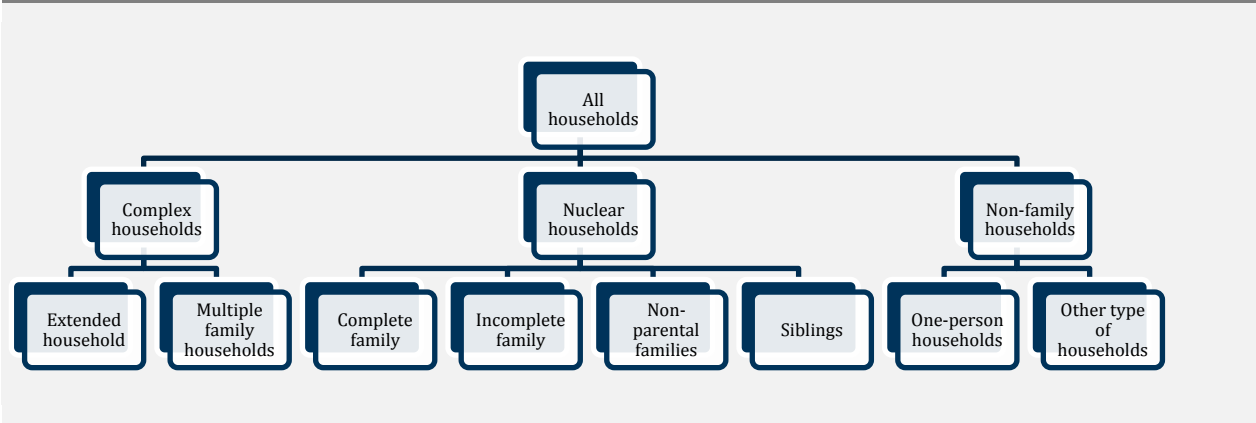 All
households
Complex
households
Nuclear
households
Non-family
households
Extended
household
Multiple
family
households
Complete
family
Incomplete
family
Non-
parental
families
Siblings
One-person
households
Other type
of
households